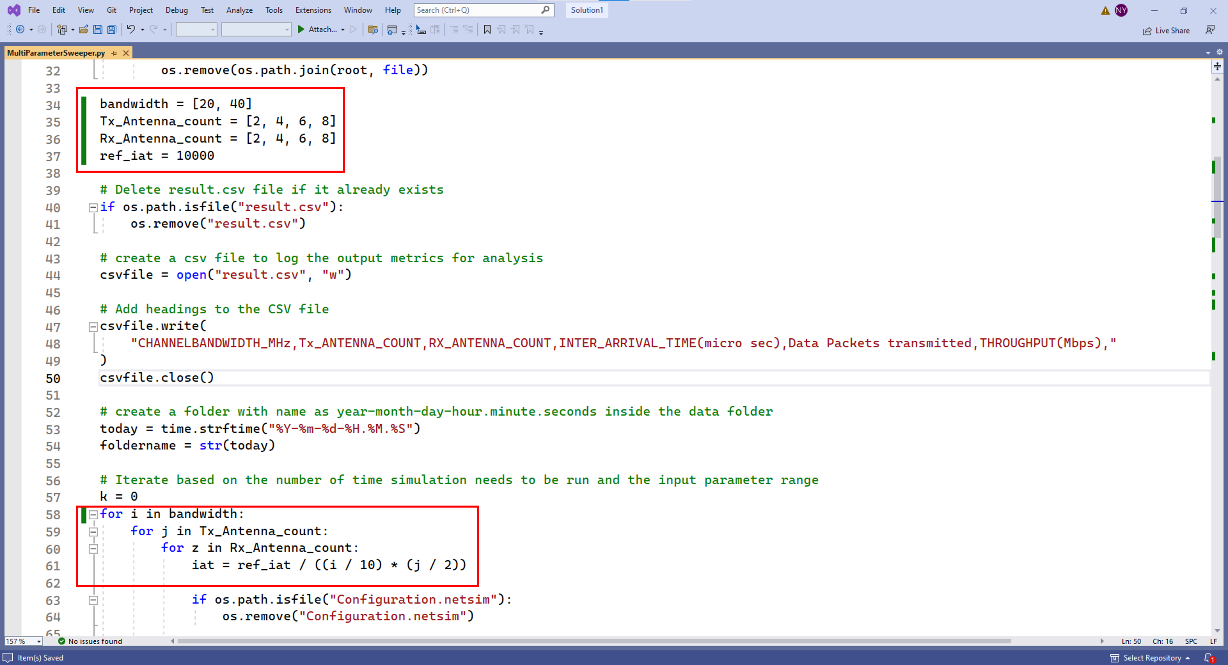 File Edit View Git Project Debug Test Analyze Tools Extensions Window Help Search (Ctrl+Q) Solution1 NY
Attach... Live Share
MultiParameterSweeper.py
32 os.remove(os.path.join(root, file))
33
34 bandwidth = [20, 40]
35 Tx_Antenna_count = [2, 4, 6, 8]
36 Rx_Antenna_count = [2, 4, 6, 8]
37 ref_iat = 10000
38
39 # Delete result.csv file if it already exists
40 if os.path.isfile("result.csv"):
41 os.remove("result.csv")
42
43 # create a csv file to log the output metrics for analysis
44 csvfile = open("result.csv", "w")
45
46 # Add headings to the CSV file
47 csvfile.write(
48 "CHANNELBANDWIDTH_MHz,Tx_ANTENNA_COUNT,RX_ANTENNA_COUNT,INTER_ARRIVAL_TIME(micro sec),Data Packets transmitted,THROUGHPUT(Mbps),"
49 )
50 csvfile.close()
51
52 # create a folder with name as year-month-day-hour.minute.seconds inside the data folder
53 today = time.strftime("%Y-%m-%d-%H.%M.%S")
54 foldername = str(today)
55
56 # Iterate based on the number of time simulation needs to be run and the input parameter range
57 k = 0
58 for i in bandwidth:
59 for j in Tx_Antenna_count:
60 for z in Rx_Antenna_count:
61 iat = ref_iat / ((i / 10) * (j / 2))
62
63 if os.path.isfile("Configuration.netsim"):
64 os.remove("Configuration.netsim")
65
157 % No issues found Ln: 50 Ch: 16 SPC LF
Item(s) Saved Select Repository 1